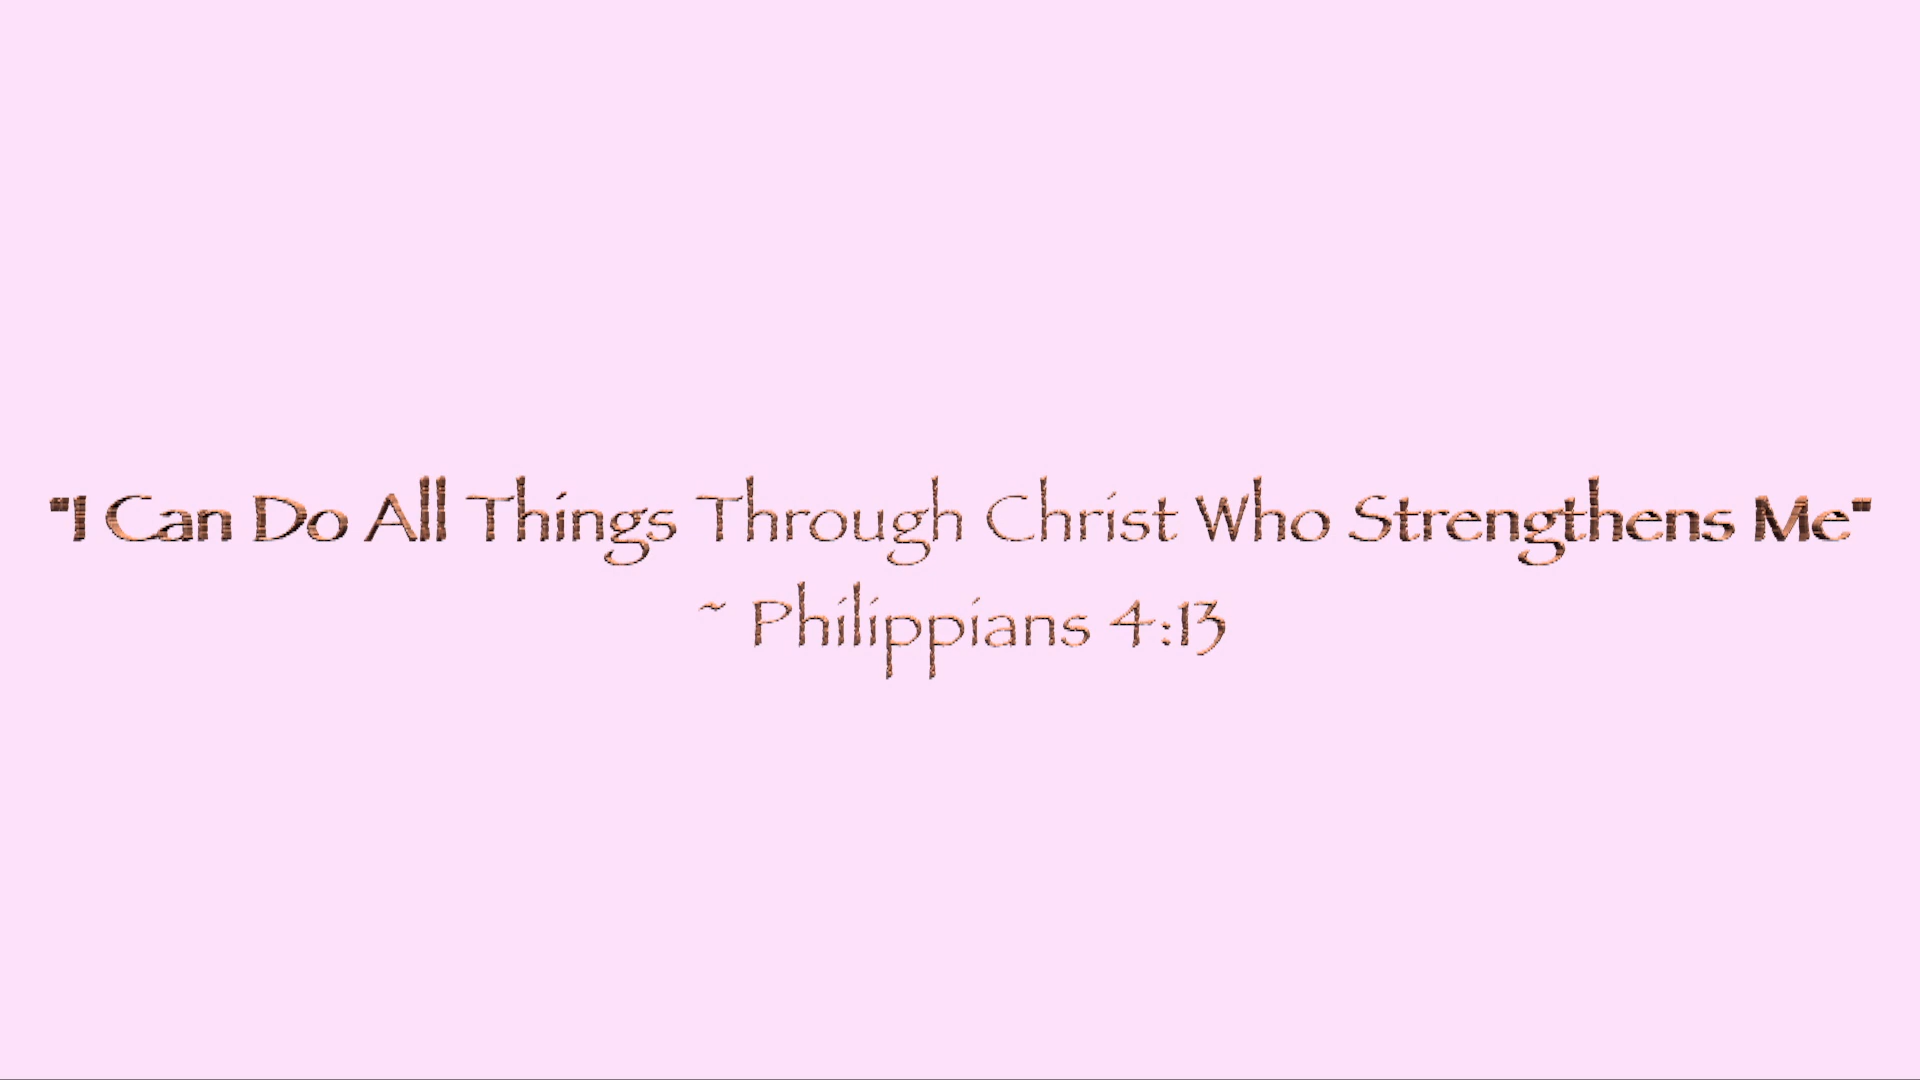 "I Can Do All Things Through Christ Who Strengthens Me"
~ Philippians 4:13